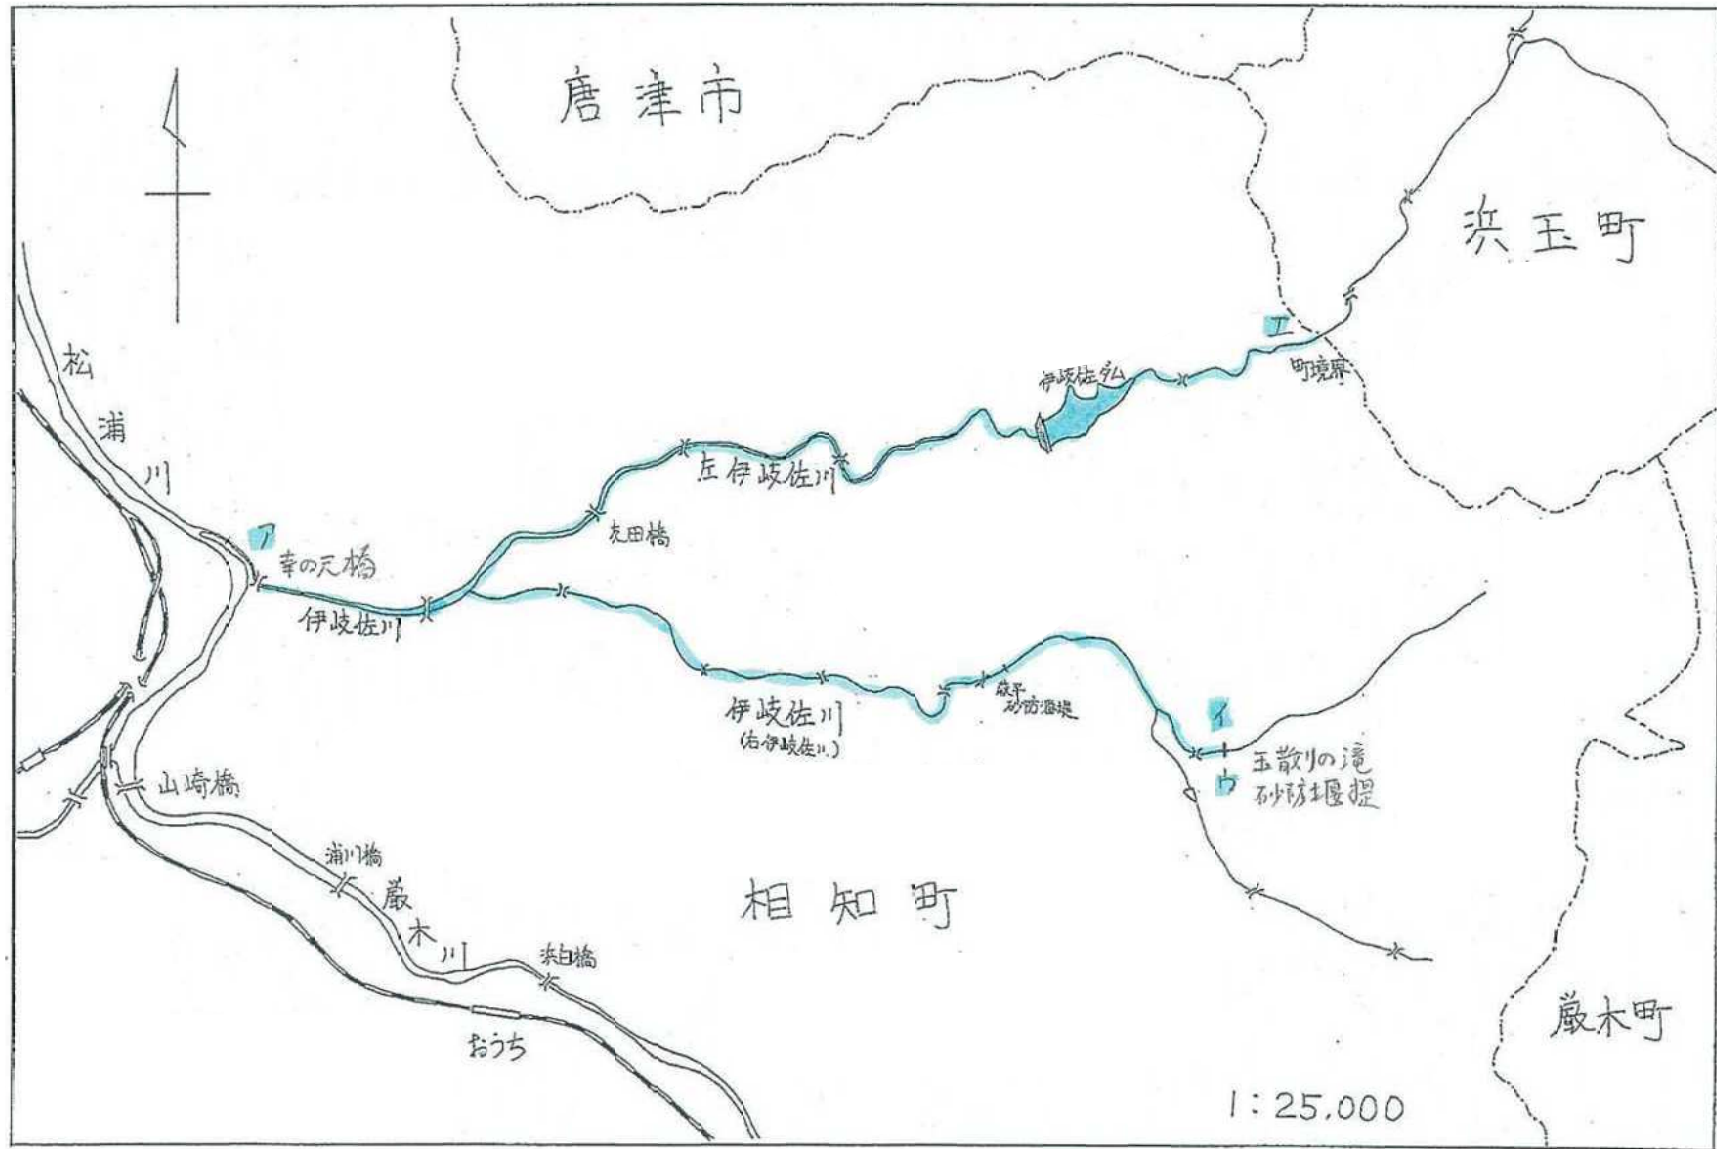 唐津市
浜玉町
エ
町境界
伊岐佐ダム
松浦川
左伊岐佐川
ア
幸の元橋
伊岐佐川
伊岐佐川
(右伊岐佐川)
砂防堰堤
イ
ウ
玉散りの滝
砂防堰堤
山崎橋
浦川橋
厳木川
浜白橋
おうち
相知町
厳木町
1:25,000